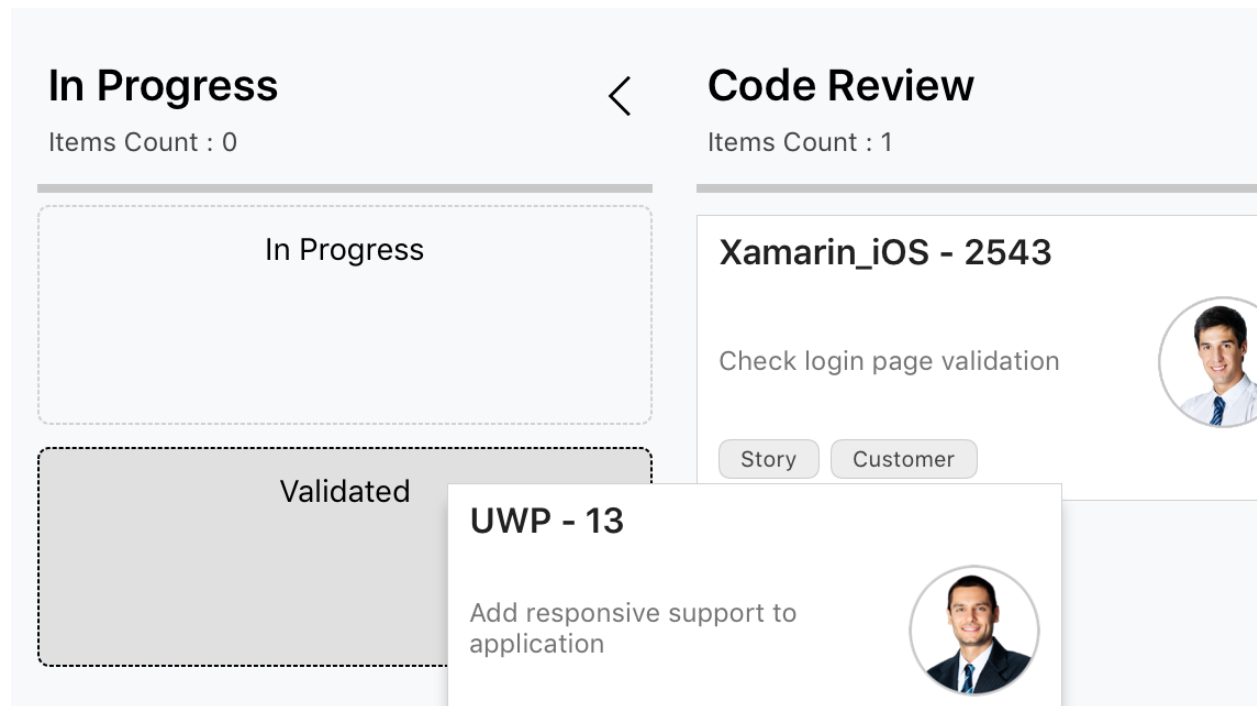 In Progress
Items Count : 0
In Progress
Validated
Code Review
Items Count : 1
Xamarin_iOS - 2543
Check login page validation
Story
Customer
UWP - 13
Add responsive support to
application